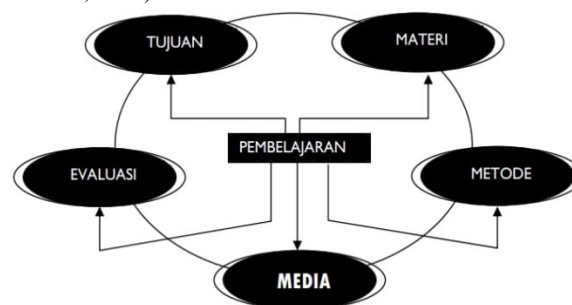 TUJUAN
MATERI
PEMBELAJARAN
EVALUASI
METODE
MEDIA